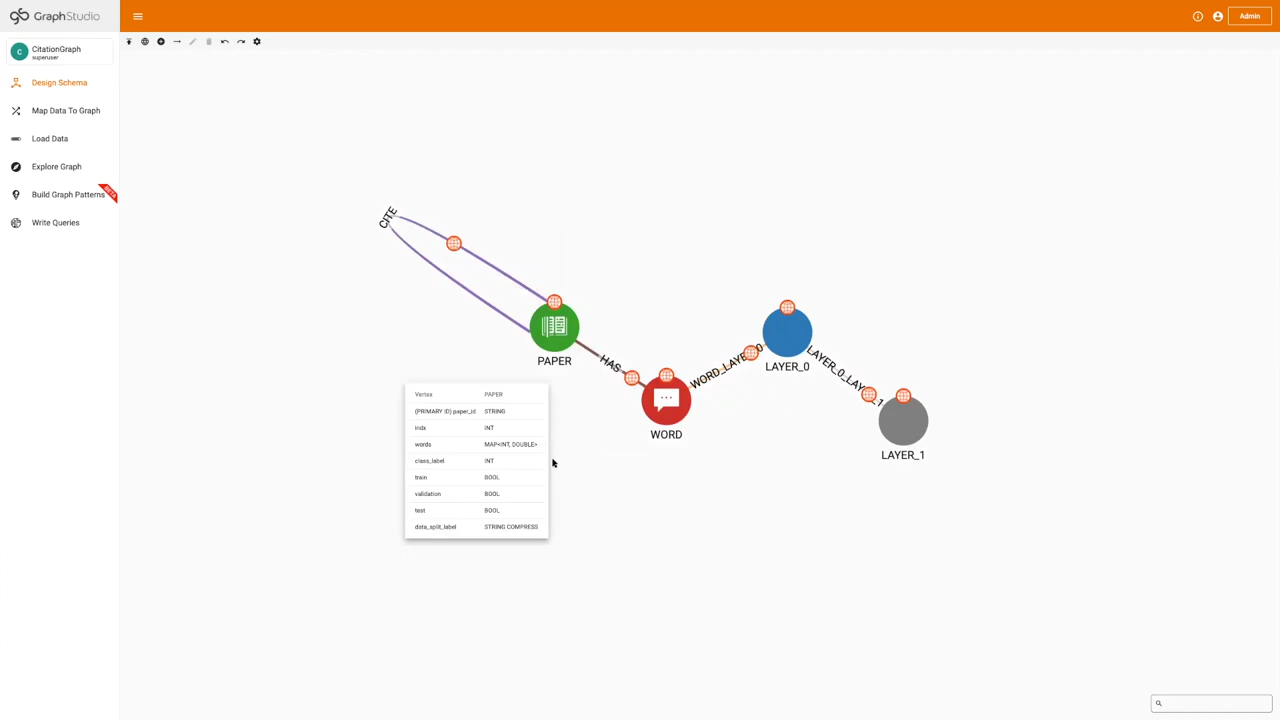 GraphStudio
Admin
C
CitationGraph
superuser
Design Schema
Map Data To Graph
Load Data
Explore Graph
Build Graph Patterns
BETA
Write Queries
CITE
PAPER
HAS
WORD
LAYER_0
LAYER_1
Vertex PAPER
(PRIMARY ID) paper_id STRING
indx INT
words MAP<INT, DOUBLE>
class_label INT
train BOOL
validation BOOL
test BOOL
data_split_label STRING COMPRESS